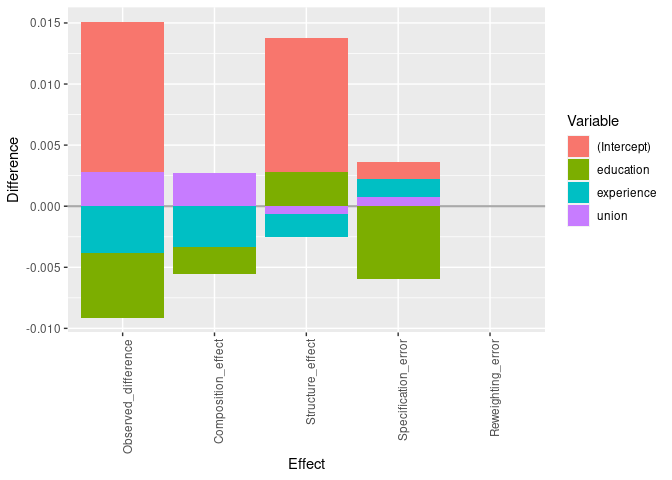 0.015
0.010
0.005
0.000
-0.005
-0.010
Difference
Observed_difference
Composition_effect
Structure_effect
Specification_error
Reweighting_error
Effect
Variable
(Intercept)
education
experience
union